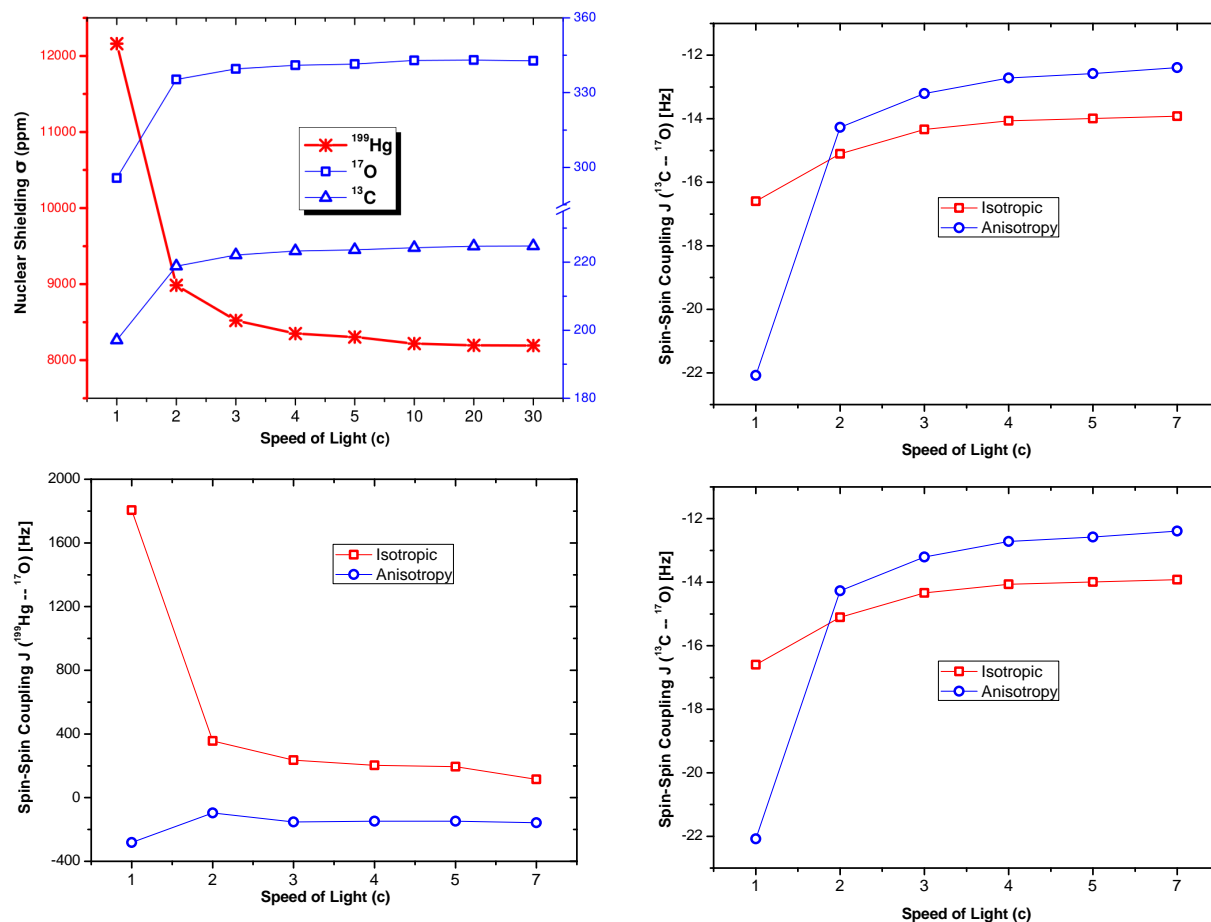 12000
11000
10000
9000
8000
Nuclear Shielding σ (ppm)
360
330
300
220
200
180
¹⁹⁹Hg
¹⁷O
¹³C
1 2 3 4 5 10 20 30
Speed of Light (c)
-12
-14
-16
-18
-20
-22
Spin-Spin Coupling J (¹³C -- ¹⁷O) [Hz]
Isotropic
Anisotropy
1 2 3 4 5 7
Speed of Light (c)
2000
1600
1200
800
400
0
-400
Spin-Spin Coupling J (¹⁹⁹Hg -- ¹⁷O) [Hz]
Isotropic
Anisotropy
1 2 3 4 5 7
Speed of Light (c)
-12
-14
-16
-18
-20
-22
Spin-Spin Coupling J (¹³C -- ¹⁷O) [Hz]
Isotropic
Anisotropy
1 2 3 4 5 7
Speed of Light (c)